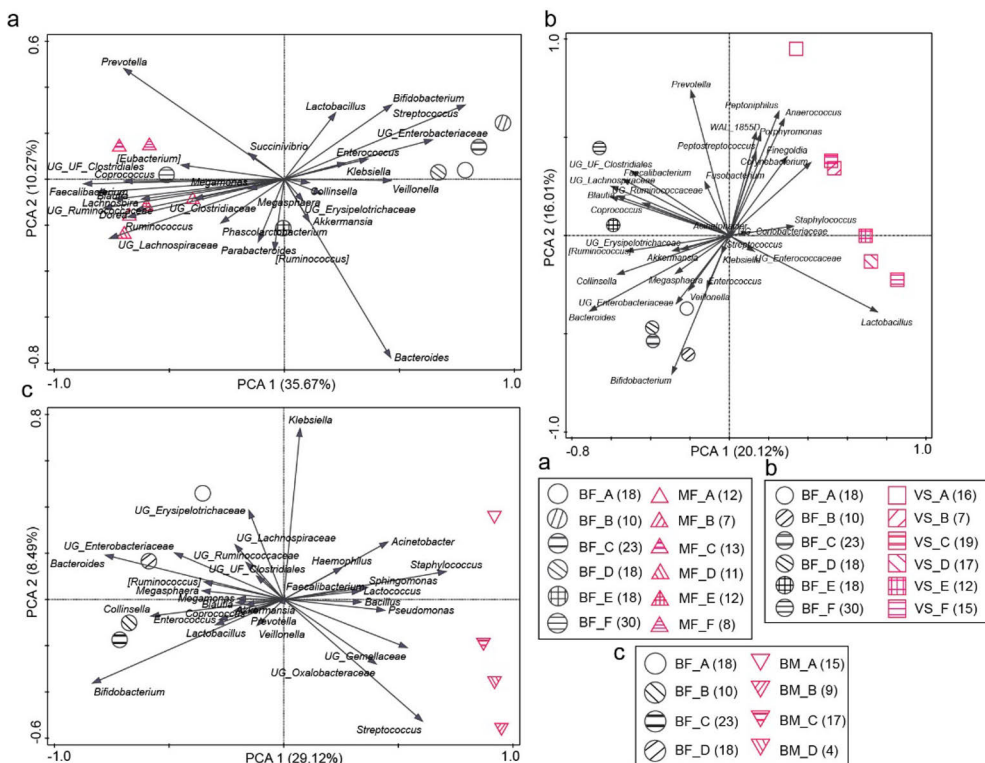 a
0.6
PCA 2 (10.27%)
-0.8
-1.0
PCA 1 (35.67%)
1.0
Prevotella
Lactobacillus
Bifidobacterium
Streptococcus
UG_Enterobacteriaceae
Succinivibrio
Enterococcus
[Eubacterium]
UG_UF_Clostridiales
Coprococcus
Klebsiella
Megamonas
Faecalibacterium
Blautia
Collinsella
Veillonella
Lachnospira
Megasphaera
UG_Ruminococcaceae
UG_Clostridiaceae
UG_Erysipelotrichaceae
Dorea
Akkermansia
Ruminococcus
Phascolarctobacterium
UG_Lachnospiraceae
Parabacteroides
[Ruminococcus]
Bacteroides
b
1.0
PCA 2 (16.01%)
-1.0
-0.8
PCA 1 (20.12%)
1.0
Prevotella
Peptoniphilus
Anaerococcus
WAL_1855D
Porphyromonas
Peptostreptococcus
Finegoldia
Corynebacterium
UG_UF_Clostridiales
Faecalibacterium
Fusobacterium
UG_Lachnospiraceae
UG_Ruminococcaceae
Blautia
Coprococcus
Staphylococcus
Acinetobacter
UG_Coriobacteriaceae
UG_Erysipelotrichaceae
Streptococcus
[Ruminococcus]
Akkermansia
Klebsiella
UG_Enterococcaceae
Collinsella
Megasphaera
Enterococcus
UG_Enterobacteriaceae
Veillonella
Bacteroides
Lactobacillus
Bifidobacterium
c
0.8
PCA 2 (8.49%)
-0.6
-1.0
PCA 1 (29.12%)
1.0
Klebsiella
UG_Erysipelotrichaceae
UG_Lachnospiraceae
Acinetobacter
UG_Enterobacteriaceae
UG_Ruminococcaceae
Bacteroides
UG_UF_Clostridiales
Haemophilus
Staphylococcus
[Ruminococcus]
Sphingomonas
Megasphaera
Faecalibacterium
Lactococcus
Megamonas
Blautia
Bacillus
Collinsella
Coprococcus
Akkermansia
Pseudomonas
Enterococcus
Prevotella
Lactobacillus
Veillonella
UG_Gemellaceae
UG_Oxalobacteraceae
Bifidobacterium
Streptococcus
a
BF_A (18) MF_A (12)
BF_B (10) MF_B (7)
BF_C (23) MF_C (13)
BF_D (18) MF_D (11)
BF_E (18) MF_E (12)
BF_F (30) MF_F (8)
b
BF_A (18) VS_A (16)
BF_B (10) VS_B (7)
BF_C (23) VS_C (19)
BF_D (18) VS_D (17)
BF_E (18) VS_E (12)
BF_F (30) VS_F (15)
c
BF_A (18) BM_A (15)
BF_B (10) BM_B (9)
BF_C (23) BM_C (17)
BF_D (18) BM_D (4)